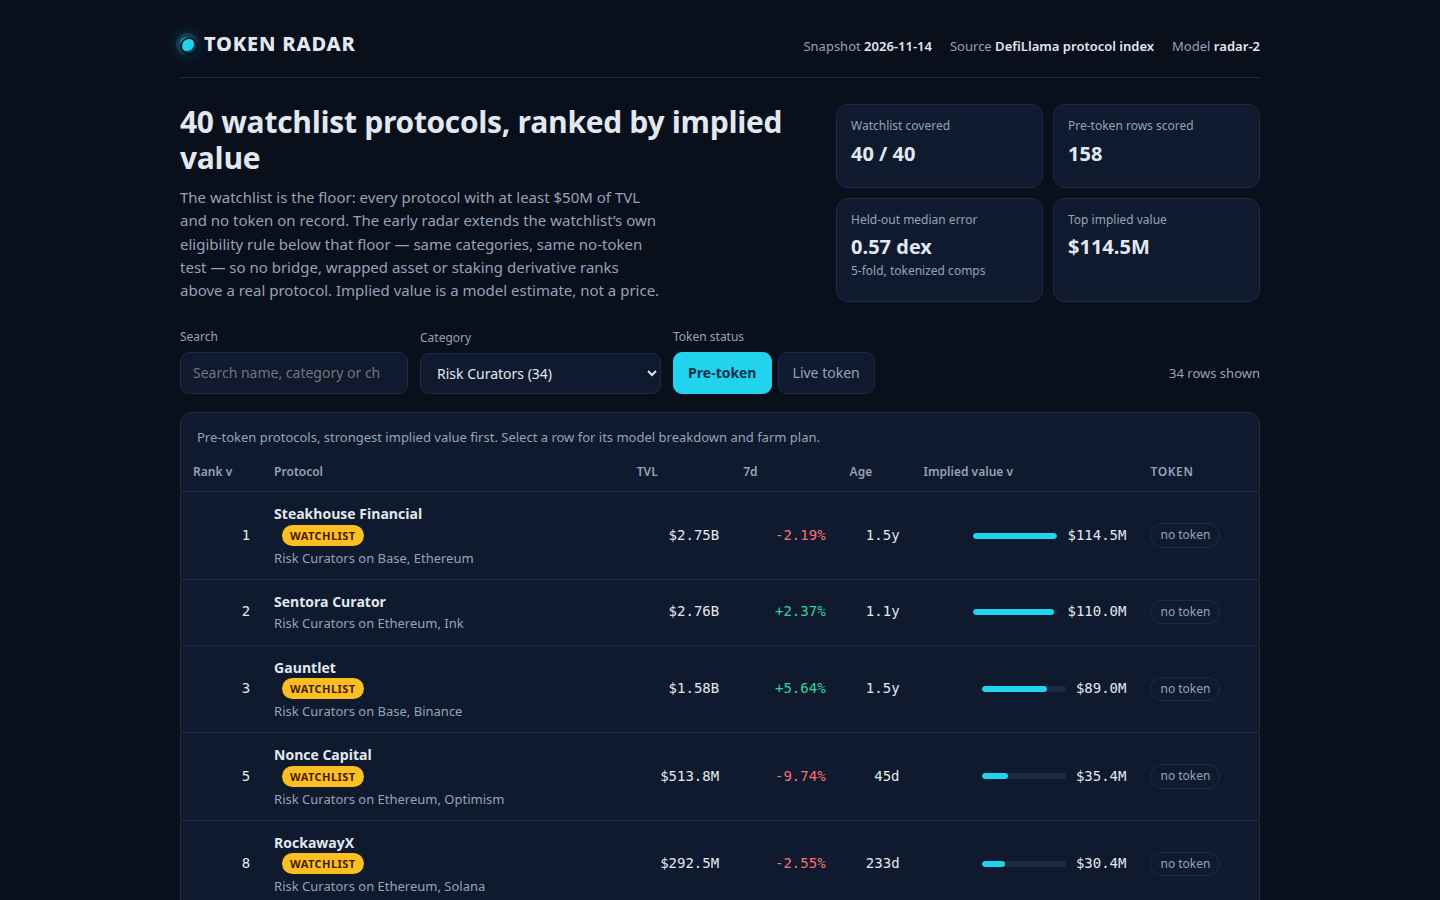 TOKEN RADAR
Snapshot 2026-11-14 Source DefiLlama protocol index Model radar-2
40 watchlist protocols, ranked by implied
value
The watchlist is the floor: every protocol with at least $50M of TVL
and no token on record. The early radar extends the watchlist’s own
eligibility rule below that floor — same categories, same no-token
test — so no bridge, wrapped asset or staking derivative ranks
above a real protocol. Implied value is a model estimate, not a price.
Watchlist covered
40 / 40
Pre-token rows scored
158
Held-out median error
0.57 dex
5-fold, tokenized comps
Top implied value
$114.5M
Search
Search name, category or ch
Category
Risk Curators (34)
Token status
Pre-token
Live token
34 rows shown
Pre-token protocols, strongest implied value first. Select a row for its model breakdown and farm plan.
Rank v Protocol TVL 7d Age Implied value v TOKEN
1 Steakhouse Financial WATCHLIST $2.75B -2.19% 1.5y $114.5M no token
Risk Curators on Base, Ethereum
2 Sentora Curator $2.76B +2.37% 1.1y $110.0M no token
Risk Curators on Ethereum, Ink
3 Gauntlet WATCHLIST $1.58B +5.64% 1.5y $89.0M no token
Risk Curators on Base, Binance
5 Nonce Capital WATCHLIST $513.8M -9.74% 45d $35.4M no token
Risk Curators on Ethereum, Optimism
8 RockawayX WATCHLIST $292.5M -2.55% 233d $30.4M no token
Risk Curators on Ethereum, Solana